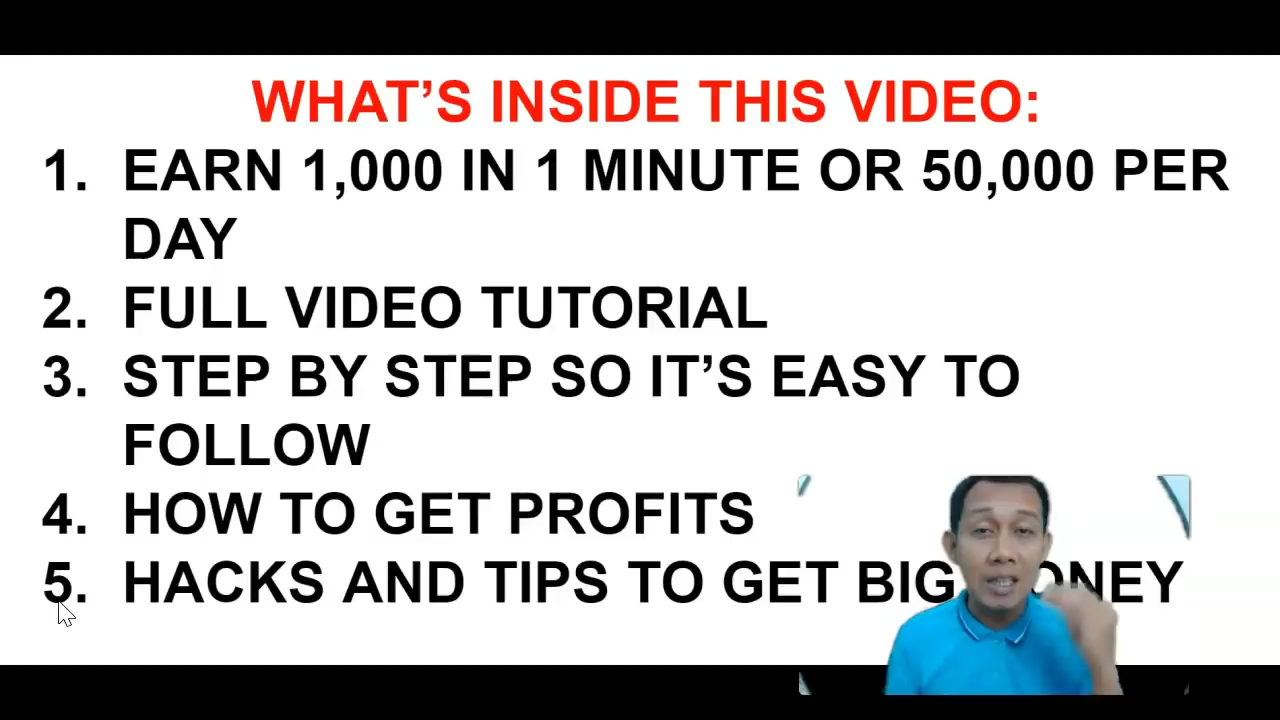 WHAT'S INSIDE THIS VIDEO:
1. EARN 1,000 IN 1 MINUTE OR 50,000 PER
DAY
2. FULL VIDEO TUTORIAL
3. STEP BY STEP SO IT'S EASY TO
FOLLOW
4. HOW TO GET PROFITS
5. HACKS AND TIPS TO GET BIG MONEY